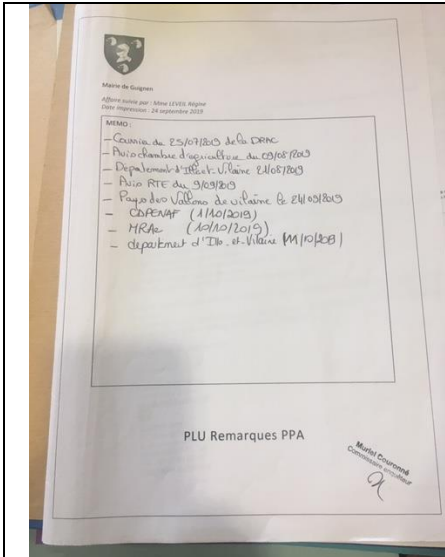 Mairie de Guignen
Affaire suivie par : Mme LEVEIL Régine
Date impression : 24 septembre 2019
MEMO :
- Courrier du 25/07/2019 de la DRAC
- Avis chambre d'agriculture du 09/08/2019
- Département d'Ille et Vilaine 21/08/2019
- Avis RTE du 9/09/2019
- Pays des Vallons de vilaine le 24/09/2019
- CDPENAF (1/10/2019)
- MRAe (10/10/2019)
- département d'Ille-et-Vilaine
PLU Remarques PPA
Muriel Couronné
Commissaire enquêteur